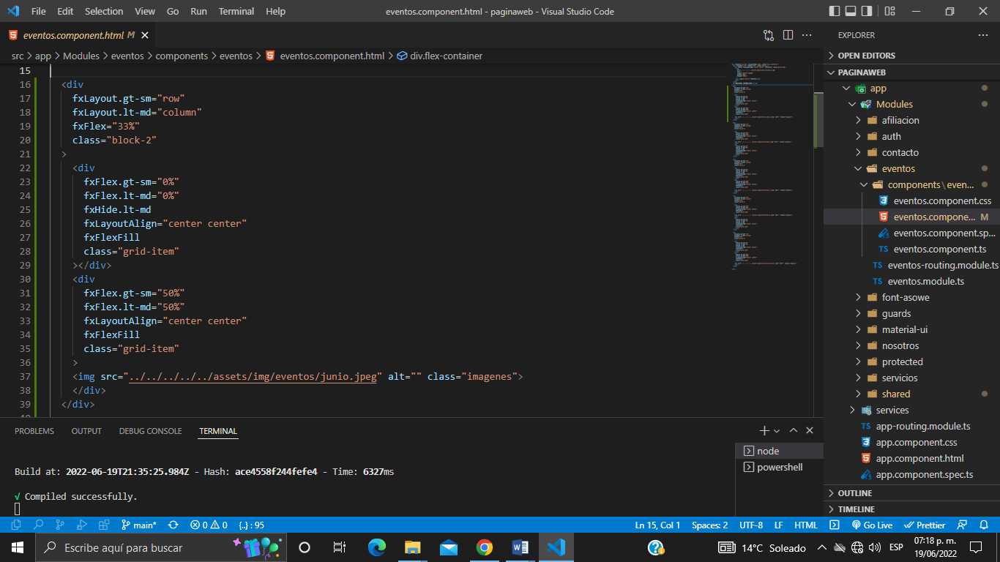 File Edit Selection View Go Run Terminal Help
eventos.component.html - paginaweb - Visual Studio Code
eventos.component.html M
src > app > Modules > eventos > components > eventos > eventos.component.html > div.flex-container
15
16 <div
17 fxLayout.gt-sm="row"
18 fxLayout.lt-md="column"
19 fxFlex="33%"
20 class="block-2"
21 >
22 <div
23 fxFlex.gt-sm="0%"
24 fxFlex.lt-md="0%"
25 fxHide.lt-md
26 fxLayoutAlign="center center"
27 fxFlexFill
28 class="grid-item"
29 ></div>
30 <div
31 fxFlex.gt-sm="50%"
32 fxFlex.lt-md="50%"
33 fxLayoutAlign="center center"
34 fxFlexFill
35 class="grid-item"
36 >
37 <img src="../../../../../assets/img/eventos/junio.jpeg" alt="" class="imagenes">
38 </div>
39 </div>
EXPLORER
OPEN EDITORS
PAGINAWEB
app
Modules
afiliacion
auth
contacto
eventos
components\even...
eventos.component.css
eventos.compone... M
eventos.component.sp...
eventos.component.ts
eventos-routing.module.ts
eventos.module.ts
font-asowe
guards
material-ui
nosotros
protected
servicios
shared
services
app-routing.module.ts
app.component.css
app.component.html
app.component.spec.ts
OUTLINE
TIMELINE
PROBLEMS OUTPUT DEBUG CONSOLE TERMINAL
Build at: 2022-06-19T21:35:25.984Z - Hash: ace4558f244fefe4 - Time: 6327ms
√ Compiled successfully.
node
powershell
main* 0 0 {..} : 95
Ln 15, Col 1 Spaces: 2 UTF-8 LF HTML Go Live Prettier
Escribe aquí para buscar
14°C Soleado ESP
07:18 p. m.
19/06/2022